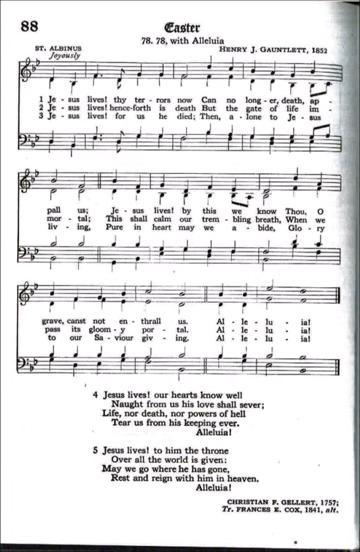 88
Easter
78. 78, with Alleluia
ST. ALBINUS
HENRY J. GAUNTLETT, 1852
Joyously
1 Je - sus lives! thy ter - rors now Can no long - er, death, ap -
2 Je - sus lives! hence-forth is death But the gate of life im -
3 Je - sus lives! for us he died; Then, a - lone to Je - sus
pall us; Je - sus lives! by this we know Thou, O
mor - tal; This shall calm our trem - bling breath, When we
liv - ing, Pure in heart may we a - bide, Glo - ry
grave, canst not en - thrall us. Al - le - lu - ia!
pass its gloom - y por - tal. Al - le - lu - ia!
to our Sa - viour giv - ing. Al - le - lu - ia!
4 Jesus lives! our hearts know well
Naught from us his love shall sever;
Life, nor death, nor powers of hell
Tear us from his keeping ever.
Alleluia!
5 Jesus lives! to him the throne
Over all the world is given:
May we go where he has gone,
Rest and reign with him in heaven.
Alleluia!
CHRISTIAN F. GELLERT, 1757;
Tr. FRANCES E. COX, 1841, alt.